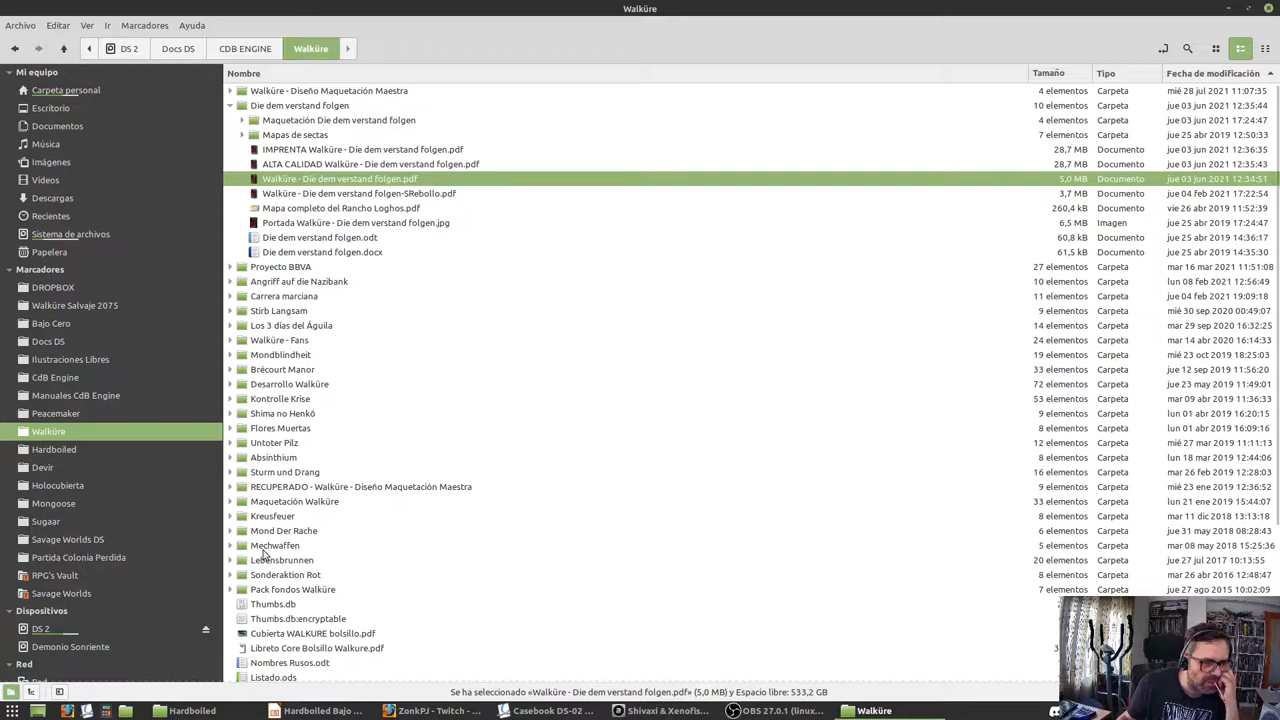 Walküre
Archivo Editar Ver Ir Marcadores Ayuda
DS 2 Docs DS CDB ENGINE Walküre
Mi equipo
Carpeta personal
Escritorio
Documentos
Música
Imágenes
Vídeos
Descargas
Recientes
Sistema de archivos
Papelera
Marcadores
DROPBOX
Walküre Salvaje 2075
Bajo Cero
Docs DS
Ilustraciones Libres
CdB Engine
Manuales CdB Engine
Peacemaker
Walküre
Hardboiled
Devir
Holocubierta
Mongoose
Sugaar
Savage Worlds DS
Partida Colonia Perdida
RPG's Vault
Savage Worlds
Dispositivos
DS 2
Demonio Sonriente
Red
Nombre Tamaño Tipo Fecha de modificación
Walküre - Diseño Maquetación Maestra 4 elementos Carpeta mié 28 jul 2021 11:07:35
Die dem verstand folgen 10 elementos Carpeta jue 03 jun 2021 12:35:44
Maquetación Die dem verstand folgen 4 elementos Carpeta jue 03 jun 2021 17:24:47
Mapas de sectas 7 elementos Carpeta jue 25 abr 2019 12:50:33
IMPRENTA Walküre - Die dem verstand folgen.pdf 28,7 MB Documento jue 03 jun 2021 12:36:35
ALTA CALIDAD Walküre - Die dem verstand folgen.pdf 28,7 MB Documento jue 03 jun 2021 12:35:43
Walküre - Die dem verstand folgen.pdf 5,0 MB Documento jue 03 jun 2021 12:34:51
Walküre - Die dem verstand folgen-SRebollo.pdf 3,7 MB Documento jue 04 feb 2021 17:22:54
Mapa completo del Rancho Loghos.pdf 260,4 kB Documento vie 26 abr 2019 11:52:39
Portada Walküre - Die dem verstand folgen.jpg 6,5 MB Imagen jue 25 abr 2019 17:24:47
Die dem verstand folgen.odt 60,8 kB Documento jue 25 abr 2019 14:36:17
Die dem verstand folgen.docx 61,5 kB Documento jue 25 abr 2019 14:35:30
Proyecto BBVA 27 elementos Carpeta mar 16 mar 2021 11:51:08
Angriff auf die Nazibank 10 elementos Carpeta lun 08 feb 2021 12:56:49
Carrera marciana 11 elementos Carpeta jue 04 feb 2021 19:09:18
Stirb Langsam 9 elementos Carpeta mié 30 sep 2020 00:49:07
Los 3 días del Águila 14 elementos Carpeta mar 29 sep 2020 16:32:25
Walküre - Fans 24 elementos Carpeta mar 14 abr 2020 16:14:33
Mondblindheit 19 elementos Carpeta mié 23 oct 2019 18:25:03
Brécourt Manor 33 elementos Carpeta jue 12 sep 2019 11:56:20
Desarrollo Walküre 72 elementos Carpeta jue 23 may 2019 11:49:01
Kontrolle Krise 53 elementos Carpeta mar 09 abr 2019 11:36:33
Shima no Henkō 9 elementos Carpeta lun 01 abr 2019 16:20:15
Flores Muertas 8 elementos Carpeta lun 01 abr 2019 14:46:05
Untoter Pilz 12 elementos Carpeta mié 27 mar 2019 11:11:13
Absinthium 8 elementos Carpeta lun 18 mar 2019 12:44:09
Sturm und Drang 16 elementos Carpeta mar 26 feb 2019 12:28:03
RECUPERADO - Walküre - Diseño Maquetación Maestra 9 elementos Carpeta mié 23 ene 2019 12:36:52
Maquetación Walküre 33 elementos Carpeta lun 21 ene 2019 15:44:07
Kreusfeuer 8 elementos Carpeta mar 11 dic 2018 13:13:18
Mond Der Rache 6 elementos Carpeta jue 31 may 2018 08:28:43
Mechwaffen 5 elementos Carpeta mar 08 may 2018 15:25:36
Lebensbrunnen 20 elementos Carpeta jue 27 jul 2017 10:13:55
Sonderaktion Rot 8 elementos Carpeta mar 26 abr 2016 12:48:47
Pack fondos Walküre 7 elementos Carpeta jue 27 ago 2015 10:02:09
Thumbs.db
Thumbs.db:encryptable
Cubierta WALKURE bolsillo.pdf
Libreto Core Bolsillo Walkure.pdf
Nombres Rusos.odt
Listado.ods
Se ha seleccionado «Walküre - Die dem verstand folgen.pdf» (5,0 MB) y Espacio libre: 533,2 GB
Hardboiled Hardboiled Bajo ... ZonkPJ - Twitch - ... Casebook DS-02 ... Shivaxi & Xenofis... OBS 27.0.1 (linux... Walküre